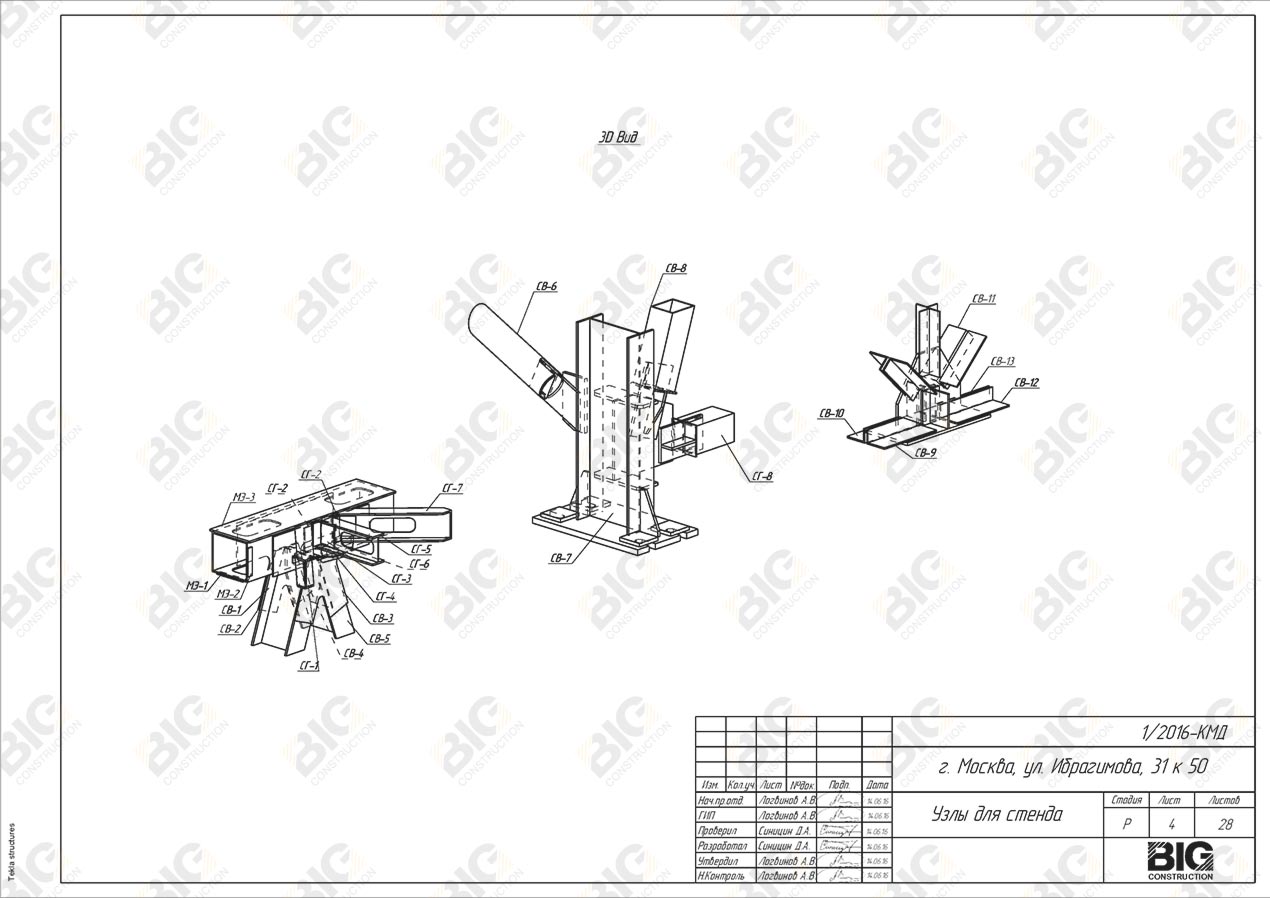 3D Вид
СВ-6
СВ-8
СГ-8
СВ-7
СВ-11
СВ-13
СВ-12
СВ-10
СВ-9
МЭ-3
СГ-2
СГ-2
СГ-7
СГ-5
СГ-6
СГ-3
СГ-4
СВ-3
СВ-5
СВ-4
СГ-1
МЭ-1
МЭ-2
СВ-1
СВ-2
1/2016-КМД
г. Москва, ул. Ибрагимова, 31 к 50
Изм. Кол.уч Лист №док. Подп. Дата
Нач.пр.отд. Логвинов А.В 14.06.16
ГИП Логвинов А.В 14.06.16
Проверил Синицин Д.А. 14.06.16
Разработал Синицин Д.А. 14.06.16
Утвердил Логвинов А.В 14.06.16
Н.Контроль Логвинов А.В 14.06.16
Узлы для стенда
Стадия Лист Листов
Р 4 28
BIG
CONSTRUCTION
Tekla structures